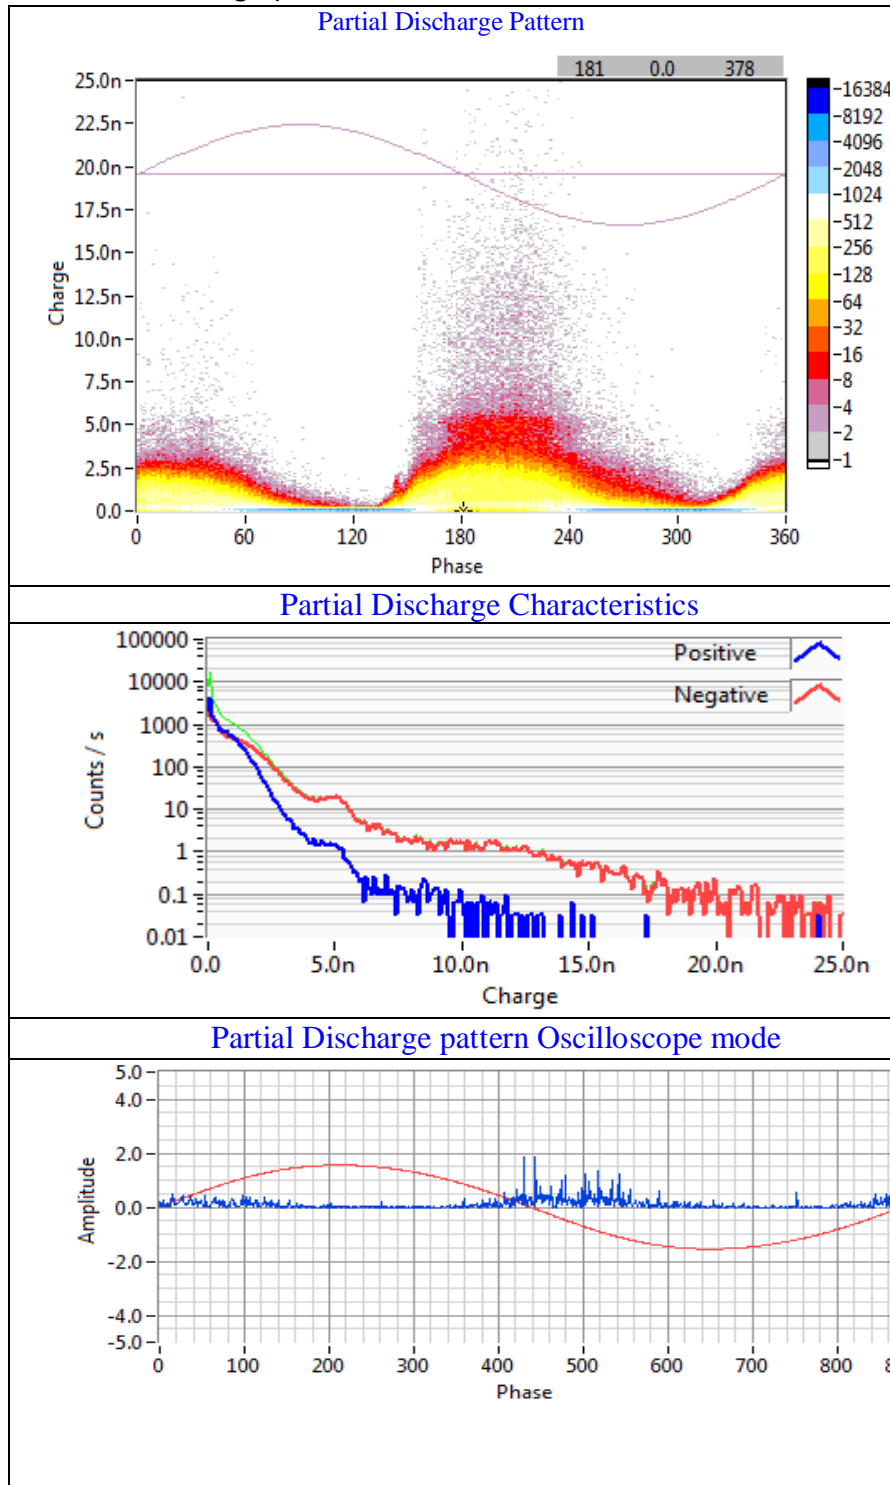 Partial Discharge Pattern
181 0.0 378
25.0n
22.5n
20.0n
17.5n
15.0n
12.5n
10.0n
7.5n
5.0n
2.5n
0.0
Charge
0 60 120 180 240 300 360
Phase
-16384
-8192
-4096
-2048
-1024
-512
-256
-128
-64
-32
-16
-8
-4
-2
-1
Partial Discharge Characteristics
100000
10000
1000
100
10
1
0.1
0.01
Counts / s
Positive
Negative
0.0 5.0n 10.0n 15.0n 20.0n 25.0n
Charge
Partial Discharge pattern Oscilloscope mode
5.0
4.0
2.0
0.0
-2.0
-4.0
-5.0
Amplitude
0 100 200 300 400 500 600 700 800
Phase